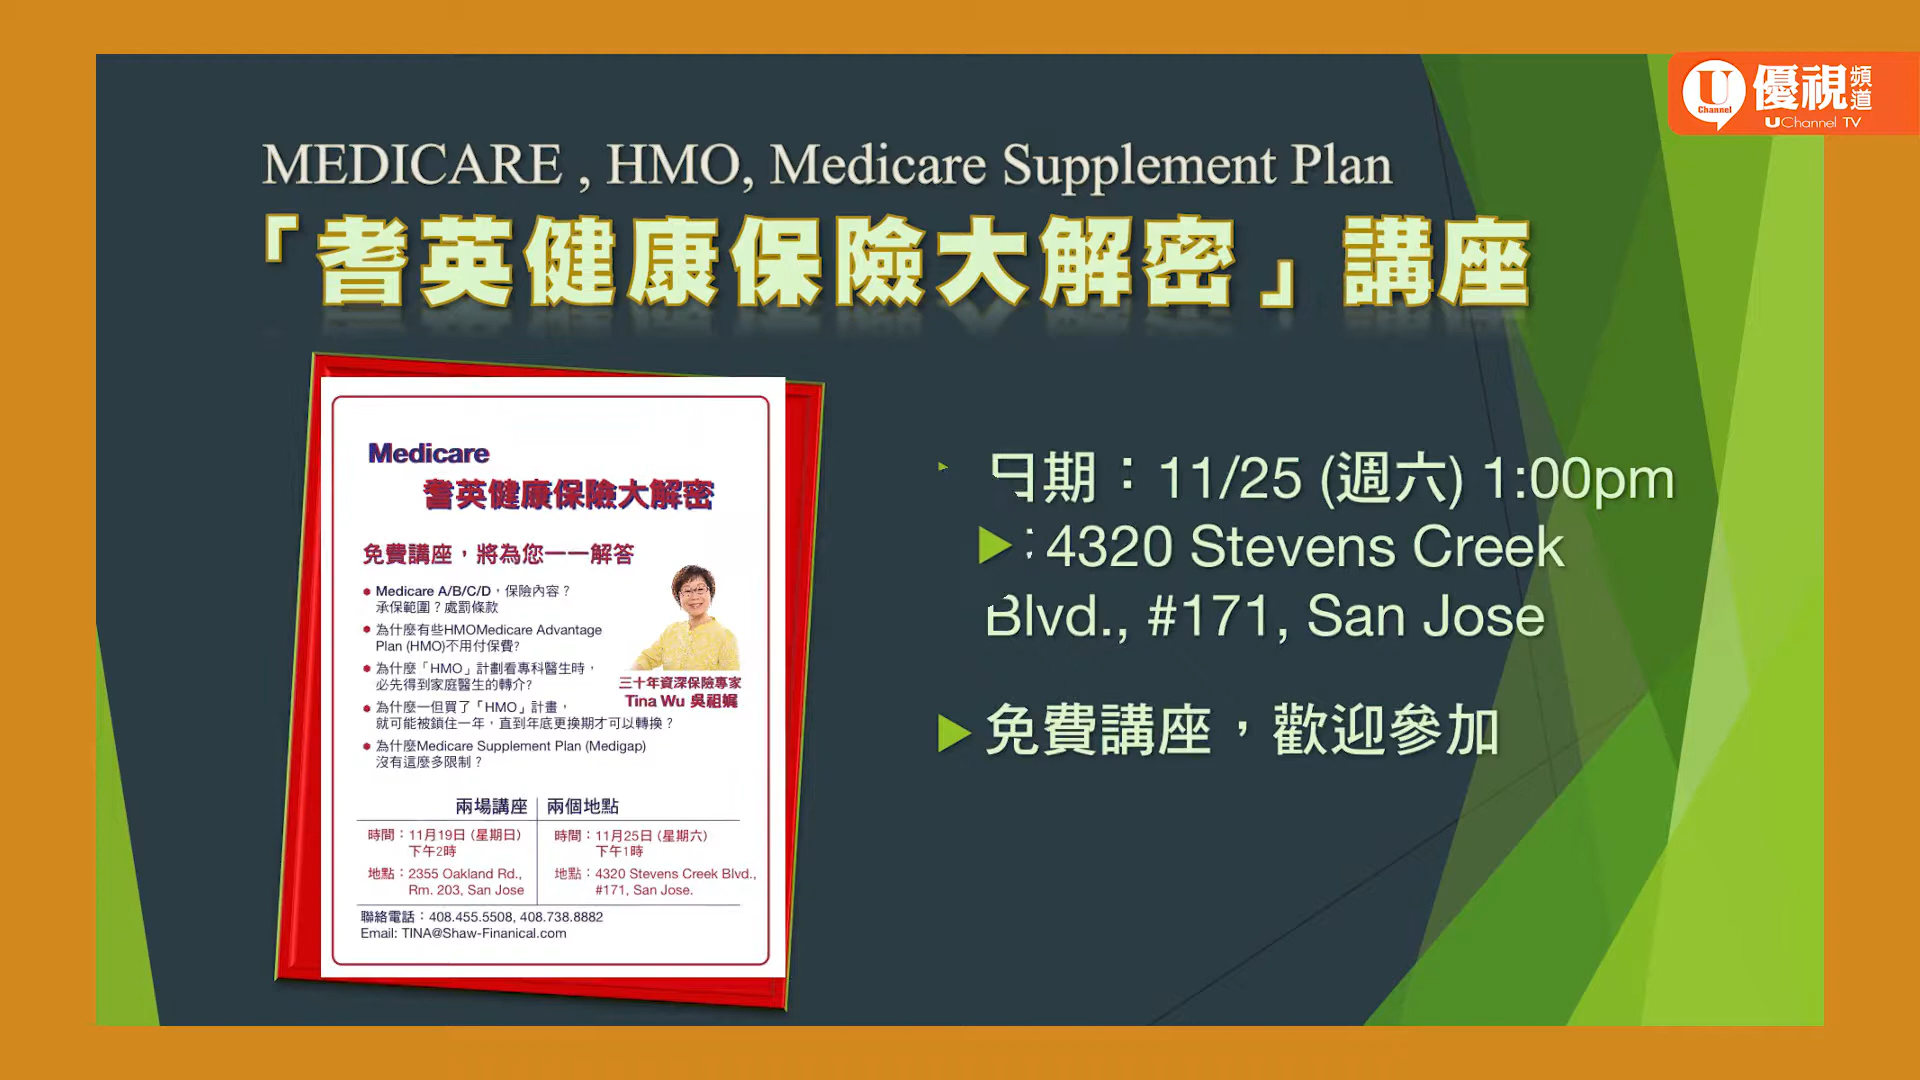 U Channel 優視頻道
UChannel TV
MEDICARE , HMO, Medicare Supplement Plan
「耆英健康保險大解密」講座
Medicare
耆英健康保險大解密
免費講座，將為您一一解答
Medicare A/B/C/D，保險內容？
承保範圍？處罰條款
為什麼有些HMOMedicare Advantage
Plan (HMO)不用付保費?
為什麼「HMO」計劃看專科醫生時，
必先得到家庭醫生的轉介?
為什麼一但買了「HMO」計畫，
就可能被鎖住一年，直到年底更換期才可以轉換？
為什麼Medicare Supplement Plan (Medigap)
沒有這麼多限制？
三十年資深保險專家
Tina Wu 吳祖娓
兩場講座 兩個地點
時間：11月19日 (星期日)
下午2時
地點：2355 Oakland Rd.,
Rm. 203, San Jose
時間：11月25日 (星期六)
下午1時
地點：4320 Stevens Creek Blvd.,
#171, San Jose.
聯絡電話：408.455.5508, 408.738.8882
Email: TINA@Shaw-Finanical.com
日期：11/25 (週六) 1:00pm
: 4320 Stevens Creek
Blvd., #171, San Jose
免費講座，歡迎參加